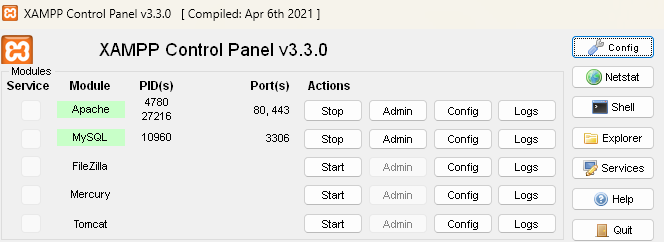 XAMPP Control Panel v3.3.0 [ Compiled: Apr 6th 2021 ]
XAMPP Control Panel v3.3.0
Config
Modules
Service Module PID(s) Port(s) Actions
Netstat
Apache 4780 27216 80, 443 Stop Admin Config Logs
Shell
MySQL 10960 3306 Stop Admin Config Logs
Explorer
FileZilla Start Admin Config Logs
Services
Mercury Start Admin Config Logs
Help
Tomcat Start Admin Config Logs
Quit